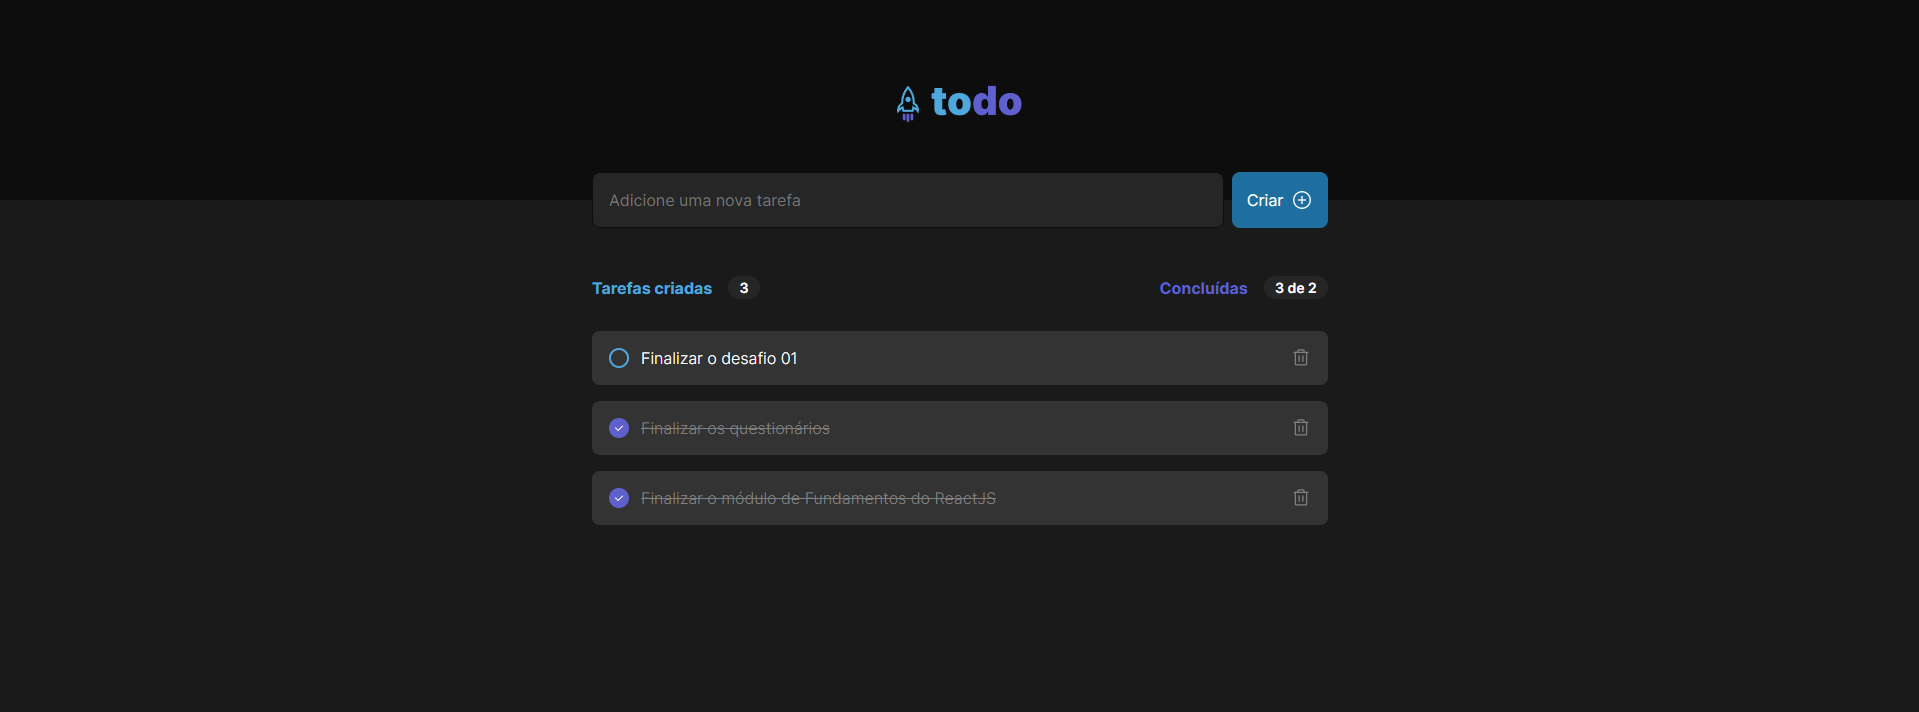 todo
Adicione uma nova tarefa
Criar
Tarefas criadas 3
Concluídas 3 de 2
Finalizar o desafio 01
Finalizar os questionários
Finalizar o módulo de Fundamentos do ReactJS